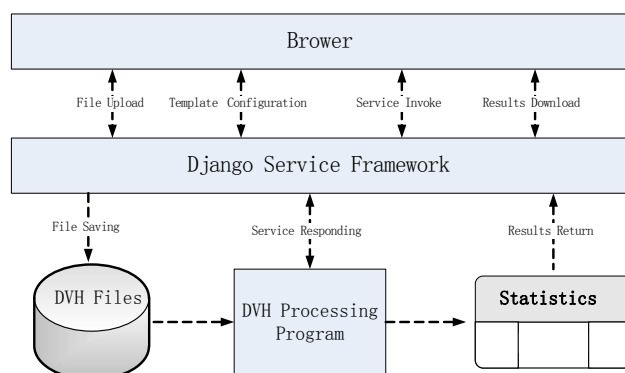 Brower
File Upload
Template Configuration
Service Invoke
Results Download
Django Service Framework
File Saving
Service Responding
Results Return
DVH Files
DVH Processing
Program
Statistics